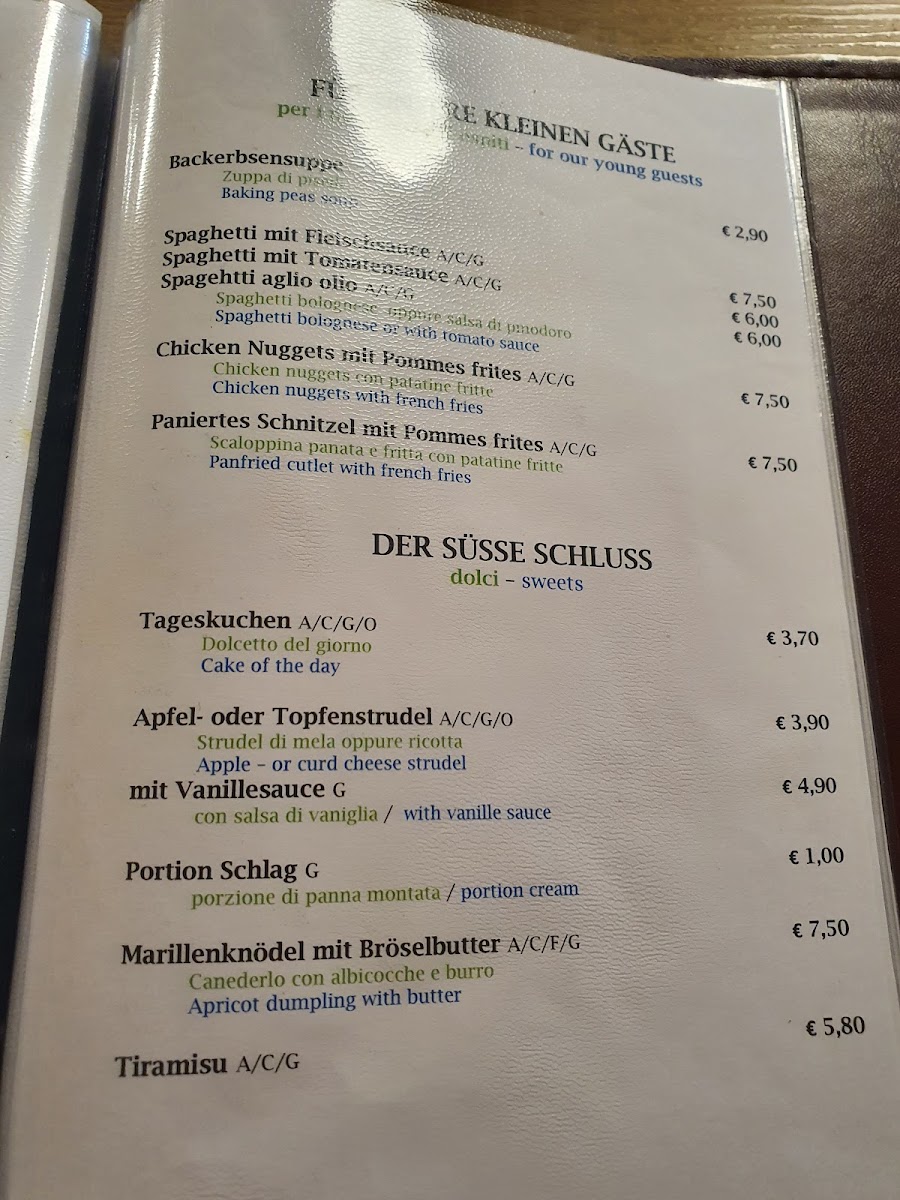 KLEINEN GÄSTE
per - for our young guests
Backerbsensuppe
Zuppa di
Baking peas soup
€ 2,90
Spaghetti mit Fleischsauce A/C/G
€ 7,50
Spaghetti mit Tomatensauce A/C/G
€ 6,00
Spagehtti aglio olio A/C/G
€ 6,00
Spaghetti bolognese oppure salsa di pmodoro
Spaghetti bolognese or with tomato sauce
Chicken Nuggets mit Pommes frites A/C/G
€ 7,50
Chicken nuggets con patatine fritte
Chicken nuggets with french fries
Paniertes Schnitzel mit Pommes frites A/C/G
€ 7,50
Scaloppina panata e fritta con patatine fritte
Panfried cutlet with french fries
DER SÜSSE SCHLUSS
dolci – sweets
Tageskuchen A/C/G/O
€ 3,70
Dolcetto del giorno
Cake of the day
Apfel- oder Topfenstrudel A/C/G/O
€ 3,90
Strudel di mela oppure ricotta
Apple – or curd cheese strudel
mit Vanillesauce G
€ 4,90
con salsa di vaniglia / with vanille sauce
Portion Schlag G
€ 1,00
porzione di panna montata / portion cream
Marillenknödel mit Bröselbutter A/C/F/G
€ 7,50
Canederlo con albicocche e burro
Apricot dumpling with butter
Tiramisu A/C/G
€ 5,80